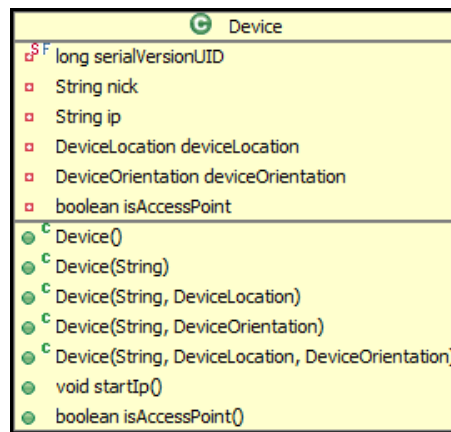 C Device
S F long serialVersionUID
String nick
String ip
DeviceLocation deviceLocation
DeviceOrientation deviceOrientation
boolean isAccessPoint
C Device()
C Device(String)
C Device(String, DeviceLocation)
C Device(String, DeviceOrientation)
C Device(String, DeviceLocation, DeviceOrientation)
void startIp()
boolean isAccessPoint()